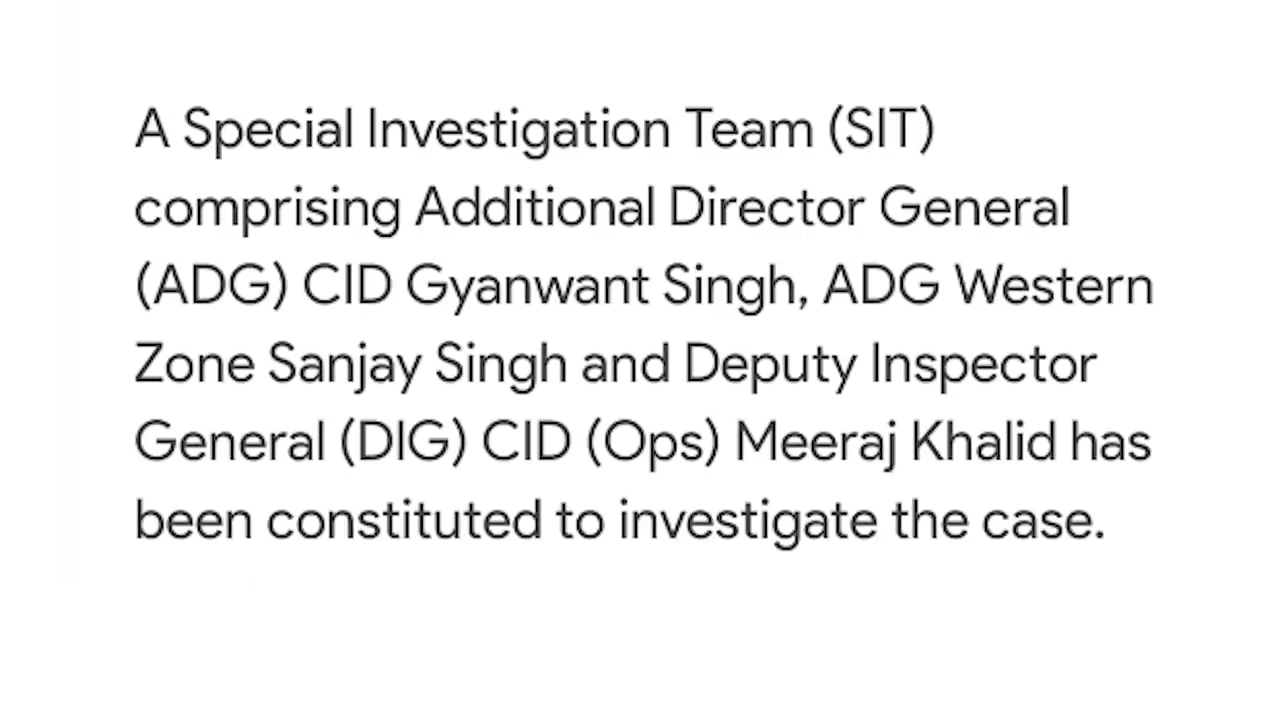 A Special Investigation Team (SIT)
comprising Additional Director General
(ADG) CID Gyanwant Singh, ADG Western
Zone Sanjay Singh and Deputy Inspector
General (DIG) CID (Ops) Meeraj Khalid has
been constituted to investigate the case.